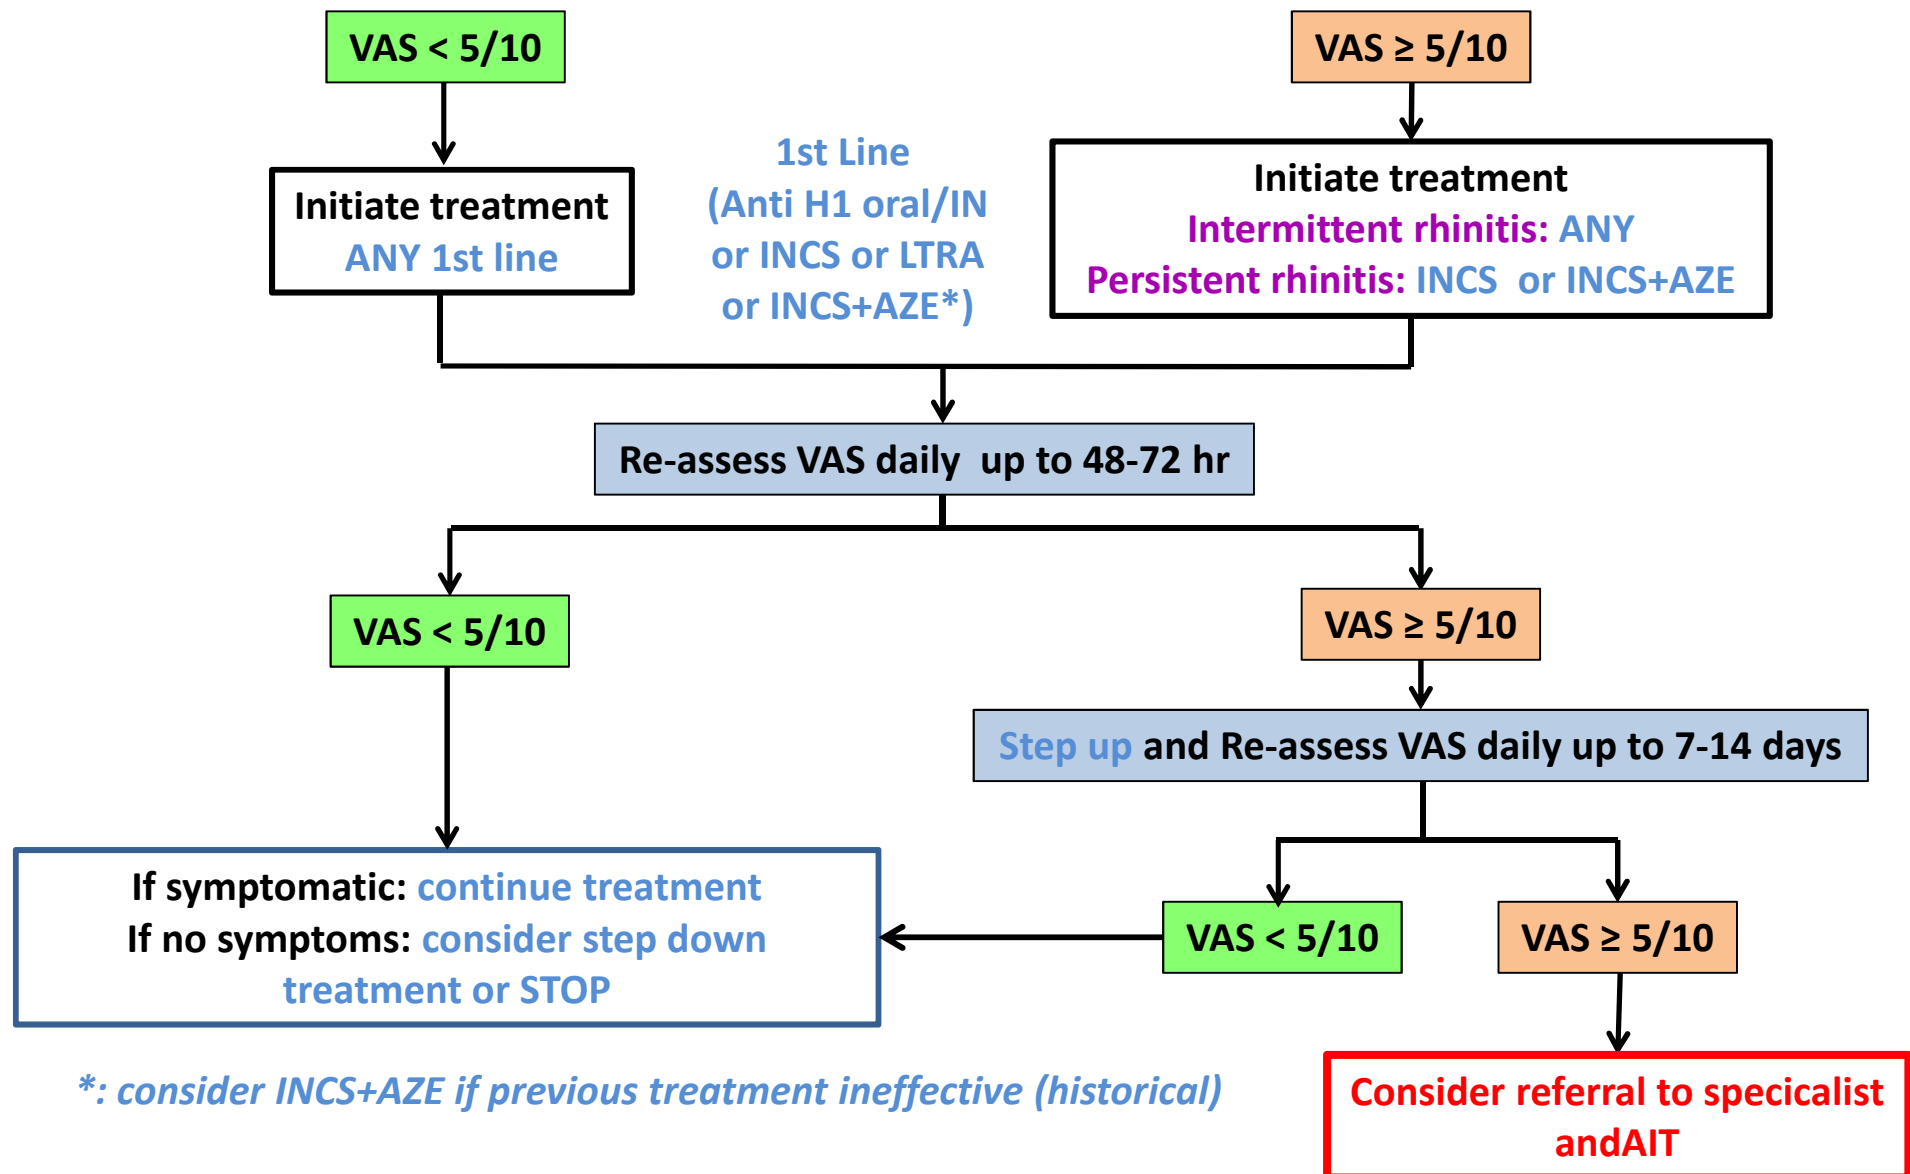 VAS < 5/10
VAS ≥ 5/10
Initiate treatment
ANY 1st line
1st Line
(Anti H1 oral/IN
or INCS or LTRA
or INCS+AZE*)
Initiate treatment
Intermittent rhinitis: ANY
Persistent rhinitis: INCS or INCS+AZE
Re-assess VAS daily up to 48-72 hr
VAS < 5/10
VAS ≥ 5/10
Step up and Re-assess VAS daily up to 7-14 days
If symptomatic: continue treatment
If no symptoms: consider step down
treatment or STOP
VAS < 5/10
VAS ≥ 5/10
*: consider INCS+AZE if previous treatment ineffective (historical)
Consider referral to specicalist
andAIT